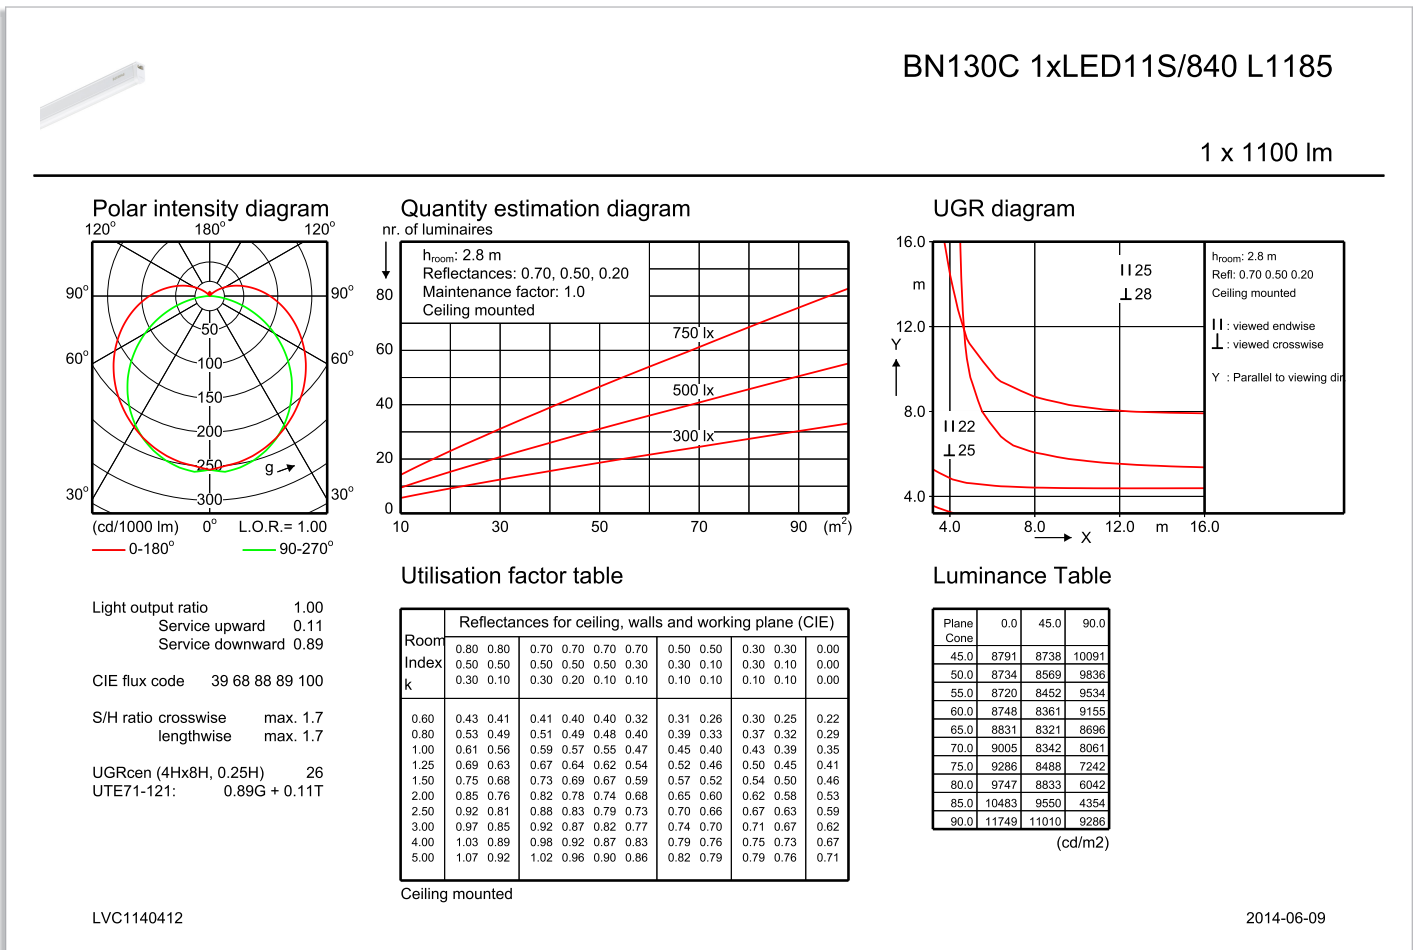 BN130C 1xLED11S/840 L1185
1 x 1100 lm
Polar intensity diagram
120° 180° 120°
90° 90°
50
100
60° 60°
150
200
250
g
30° 300 30°
(cd/1000 lm) 0° L.O.R.= 1.00
0-180° 90-270°
Quantity estimation diagram
nr. of luminaires
hroom: 2.8 m
Reflectances: 0.70, 0.50, 0.20
Maintenance factor: 1.0
Ceiling mounted
80
750 lx
60
500 lx
40
300 lx
20
0
10 30 50 70 90 (m²)
UGR diagram
16.0
m
12.0
Y
8.0
4.0
II 25
⊥ 28
II 22
⊥ 25
4.0 8.0 12.0 m 16.0
X
hroom: 2.8 m
Refl: 0.70 0.50 0.20
Ceiling mounted
II : viewed endwise
⊥ : viewed crosswise
Y : Parallel to viewing dir.
Light output ratio 1.00
Service upward 0.11
Service downward 0.89
CIE flux code 39 68 88 89 100
S/H ratio crosswise max. 1.7
lengthwise max. 1.7
UGRcen (4Hx8H, 0.25H) 26
UTE71-121: 0.89G + 0.11T
Utilisation factor table
Room
Index
k
Reflectances for ceiling, walls and working plane (CIE)
0.80 0.80 0.70 0.70 0.70 0.70 0.50 0.50 0.30 0.30 0.00
0.50 0.50 0.50 0.50 0.50 0.30 0.30 0.10 0.30 0.10 0.00
0.30 0.10 0.30 0.20 0.10 0.10 0.10 0.10 0.10 0.10 0.00
0.60 0.43 0.41 0.41 0.40 0.40 0.32 0.31 0.26 0.30 0.25 0.22
0.80 0.53 0.49 0.51 0.49 0.48 0.40 0.39 0.33 0.37 0.32 0.29
1.00 0.61 0.56 0.59 0.57 0.55 0.47 0.45 0.40 0.43 0.39 0.35
1.25 0.69 0.63 0.67 0.64 0.62 0.54 0.52 0.46 0.50 0.45 0.41
1.50 0.75 0.68 0.73 0.69 0.67 0.59 0.57 0.52 0.54 0.50 0.46
2.00 0.85 0.76 0.82 0.78 0.74 0.68 0.65 0.60 0.62 0.58 0.53
2.50 0.92 0.81 0.88 0.83 0.79 0.73 0.70 0.66 0.67 0.63 0.59
3.00 0.97 0.85 0.92 0.87 0.82 0.77 0.74 0.70 0.71 0.67 0.62
4.00 1.03 0.89 0.98 0.92 0.87 0.83 0.79 0.76 0.75 0.73 0.67
5.00 1.07 0.92 1.02 0.96 0.90 0.86 0.82 0.79 0.79 0.76 0.71
Ceiling mounted
Luminance Table
Plane 0.0 45.0 90.0
Cone
45.0 8791 8738 10091
50.0 8734 8569 9836
55.0 8720 8452 9534
60.0 8748 8361 9155
65.0 8831 8321 8696
70.0 9005 8342 8061
75.0 9286 8488 7242
80.0 9747 8833 6042
85.0 10483 9550 4354
90.0 11749 11010 9286
(cd/m2)
LVC1140412
2014-06-09